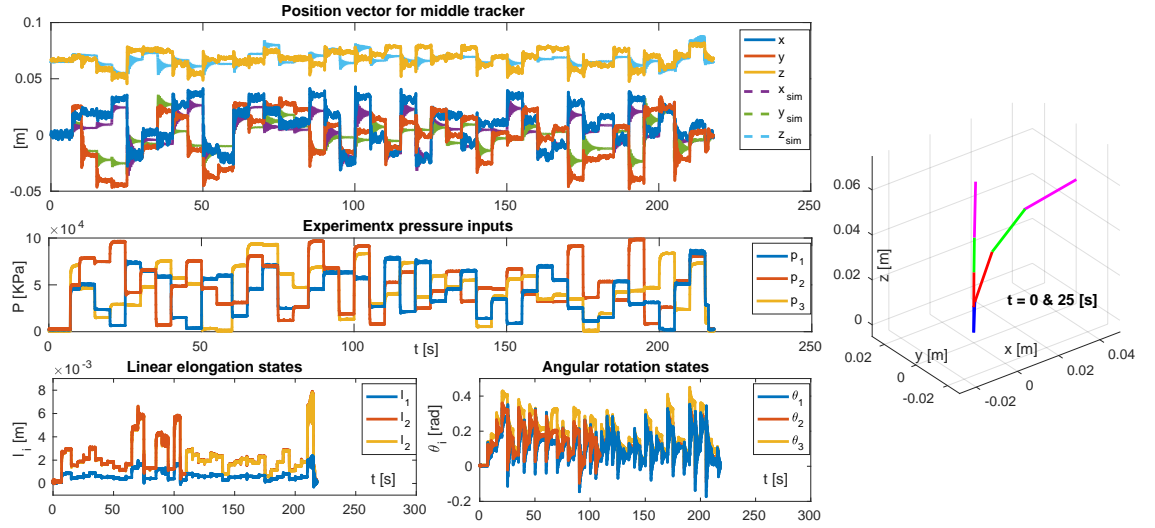 Position vector for middle tracker
0.1
0.05
0
-0.05
[m]
0 50 100 150 200 250
x
y
z
x_sim
y_sim
z_sim
Experimentx pressure inputs
×10^4
10
5
0
P [KPa]
0 50 100 150 200 250
t [s]
p_1
p_2
p_3
Linear elongation states
×10^-3
8
6
4
2
0
l_i [m]
0 50 100 150 200 250 300
t [s]
l_1
l_2
l_2
Angular rotation states
0.4
0.2
0
-0.2
θ_i [rad]
0 50 100 150 200 250 300
t [s]
θ_1
θ_2
θ_3
0.06
0.04
0.02
0
z [m]
t = 0 & 25 [s]
0.02
0
-0.02
y [m]
-0.02
0
0.02
0.04
x [m]